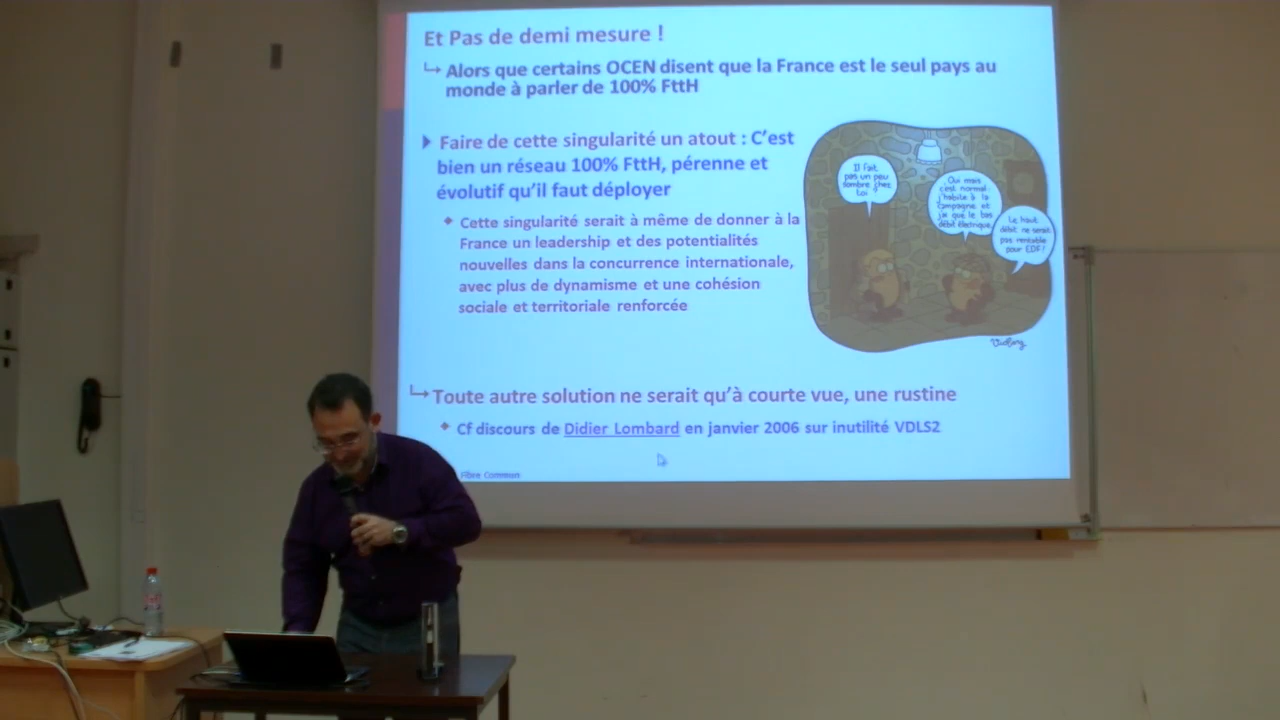 Et Pas de demi mesure !
Alors que certains OCEN disent que la France est le seul pays au
monde à parler de 100% FttH
Faire de cette singularité un atout : C'est
bien un réseau 100% FttH, pérenne et
évolutif qu'il faut déployer
Cette singularité serait à même de donner à la
France un leadership et des potentialités
nouvelles dans la concurrence internationale,
avec plus de dynamisme et une cohésion
sociale et territoriale renforcée
Il fait
pas un peu
sombre chez
toi
Oui mais
c'est normal:
j'habite à la
campagne et
j'ai que le bas
débit électrique.
Le haut
débit ne serait
pas rentable
pour EDF!
Toute autre solution ne serait qu'à courte vue, une rustine
Cf discours de Didier Lombard en janvier 2006 sur inutilité VDLS2
Fibre Commun